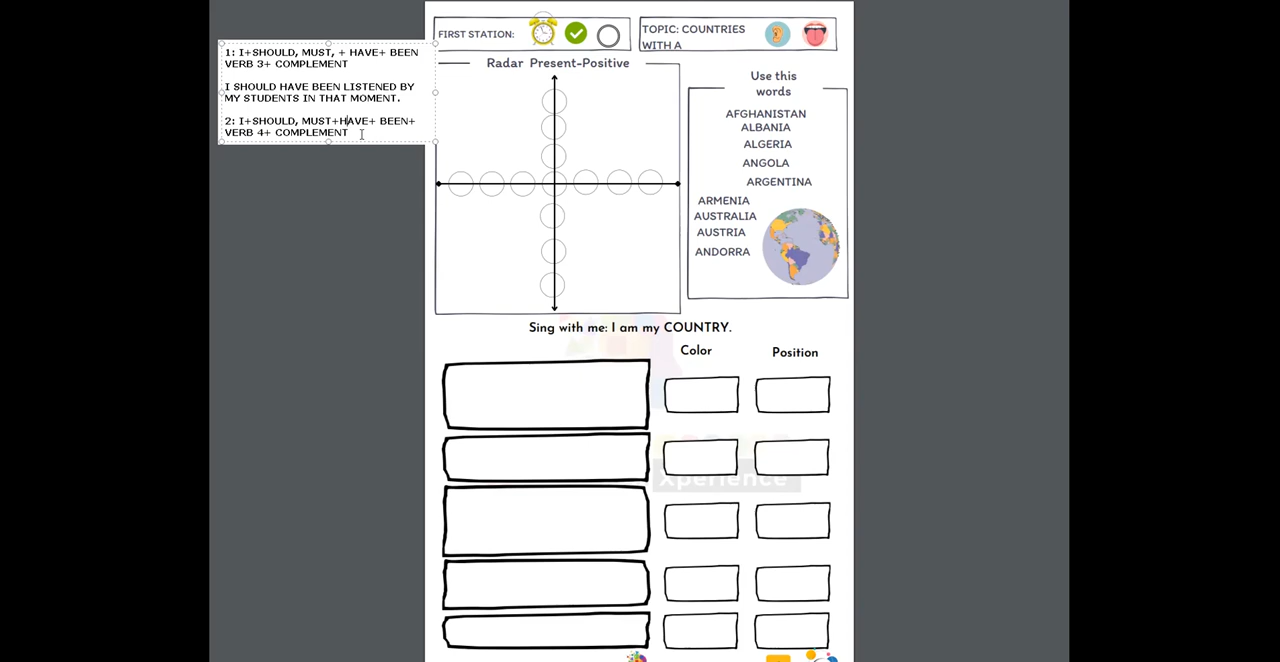 1: I+SHOULD, MUST, + HAVE+ BEEN
VERB 3+ COMPLEMENT
I SHOULD HAVE BEEN LISTENED BY
MY STUDENTS IN THAT MOMENT.
2: I+SHOULD, MUST+HAVE+ BEEN+
VERB 4+ COMPLEMENT
FIRST STATION:
TOPIC: COUNTRIES
WITH A
Radar Present-Positive
Use this
words
AFGHANISTAN
ALBANIA
ALGERIA
ANGOLA
ARGENTINA
ARMENIA
AUSTRALIA
AUSTRIA
ANDORRA
Sing with me: I am my COUNTRY.
Color
Position
Xperience